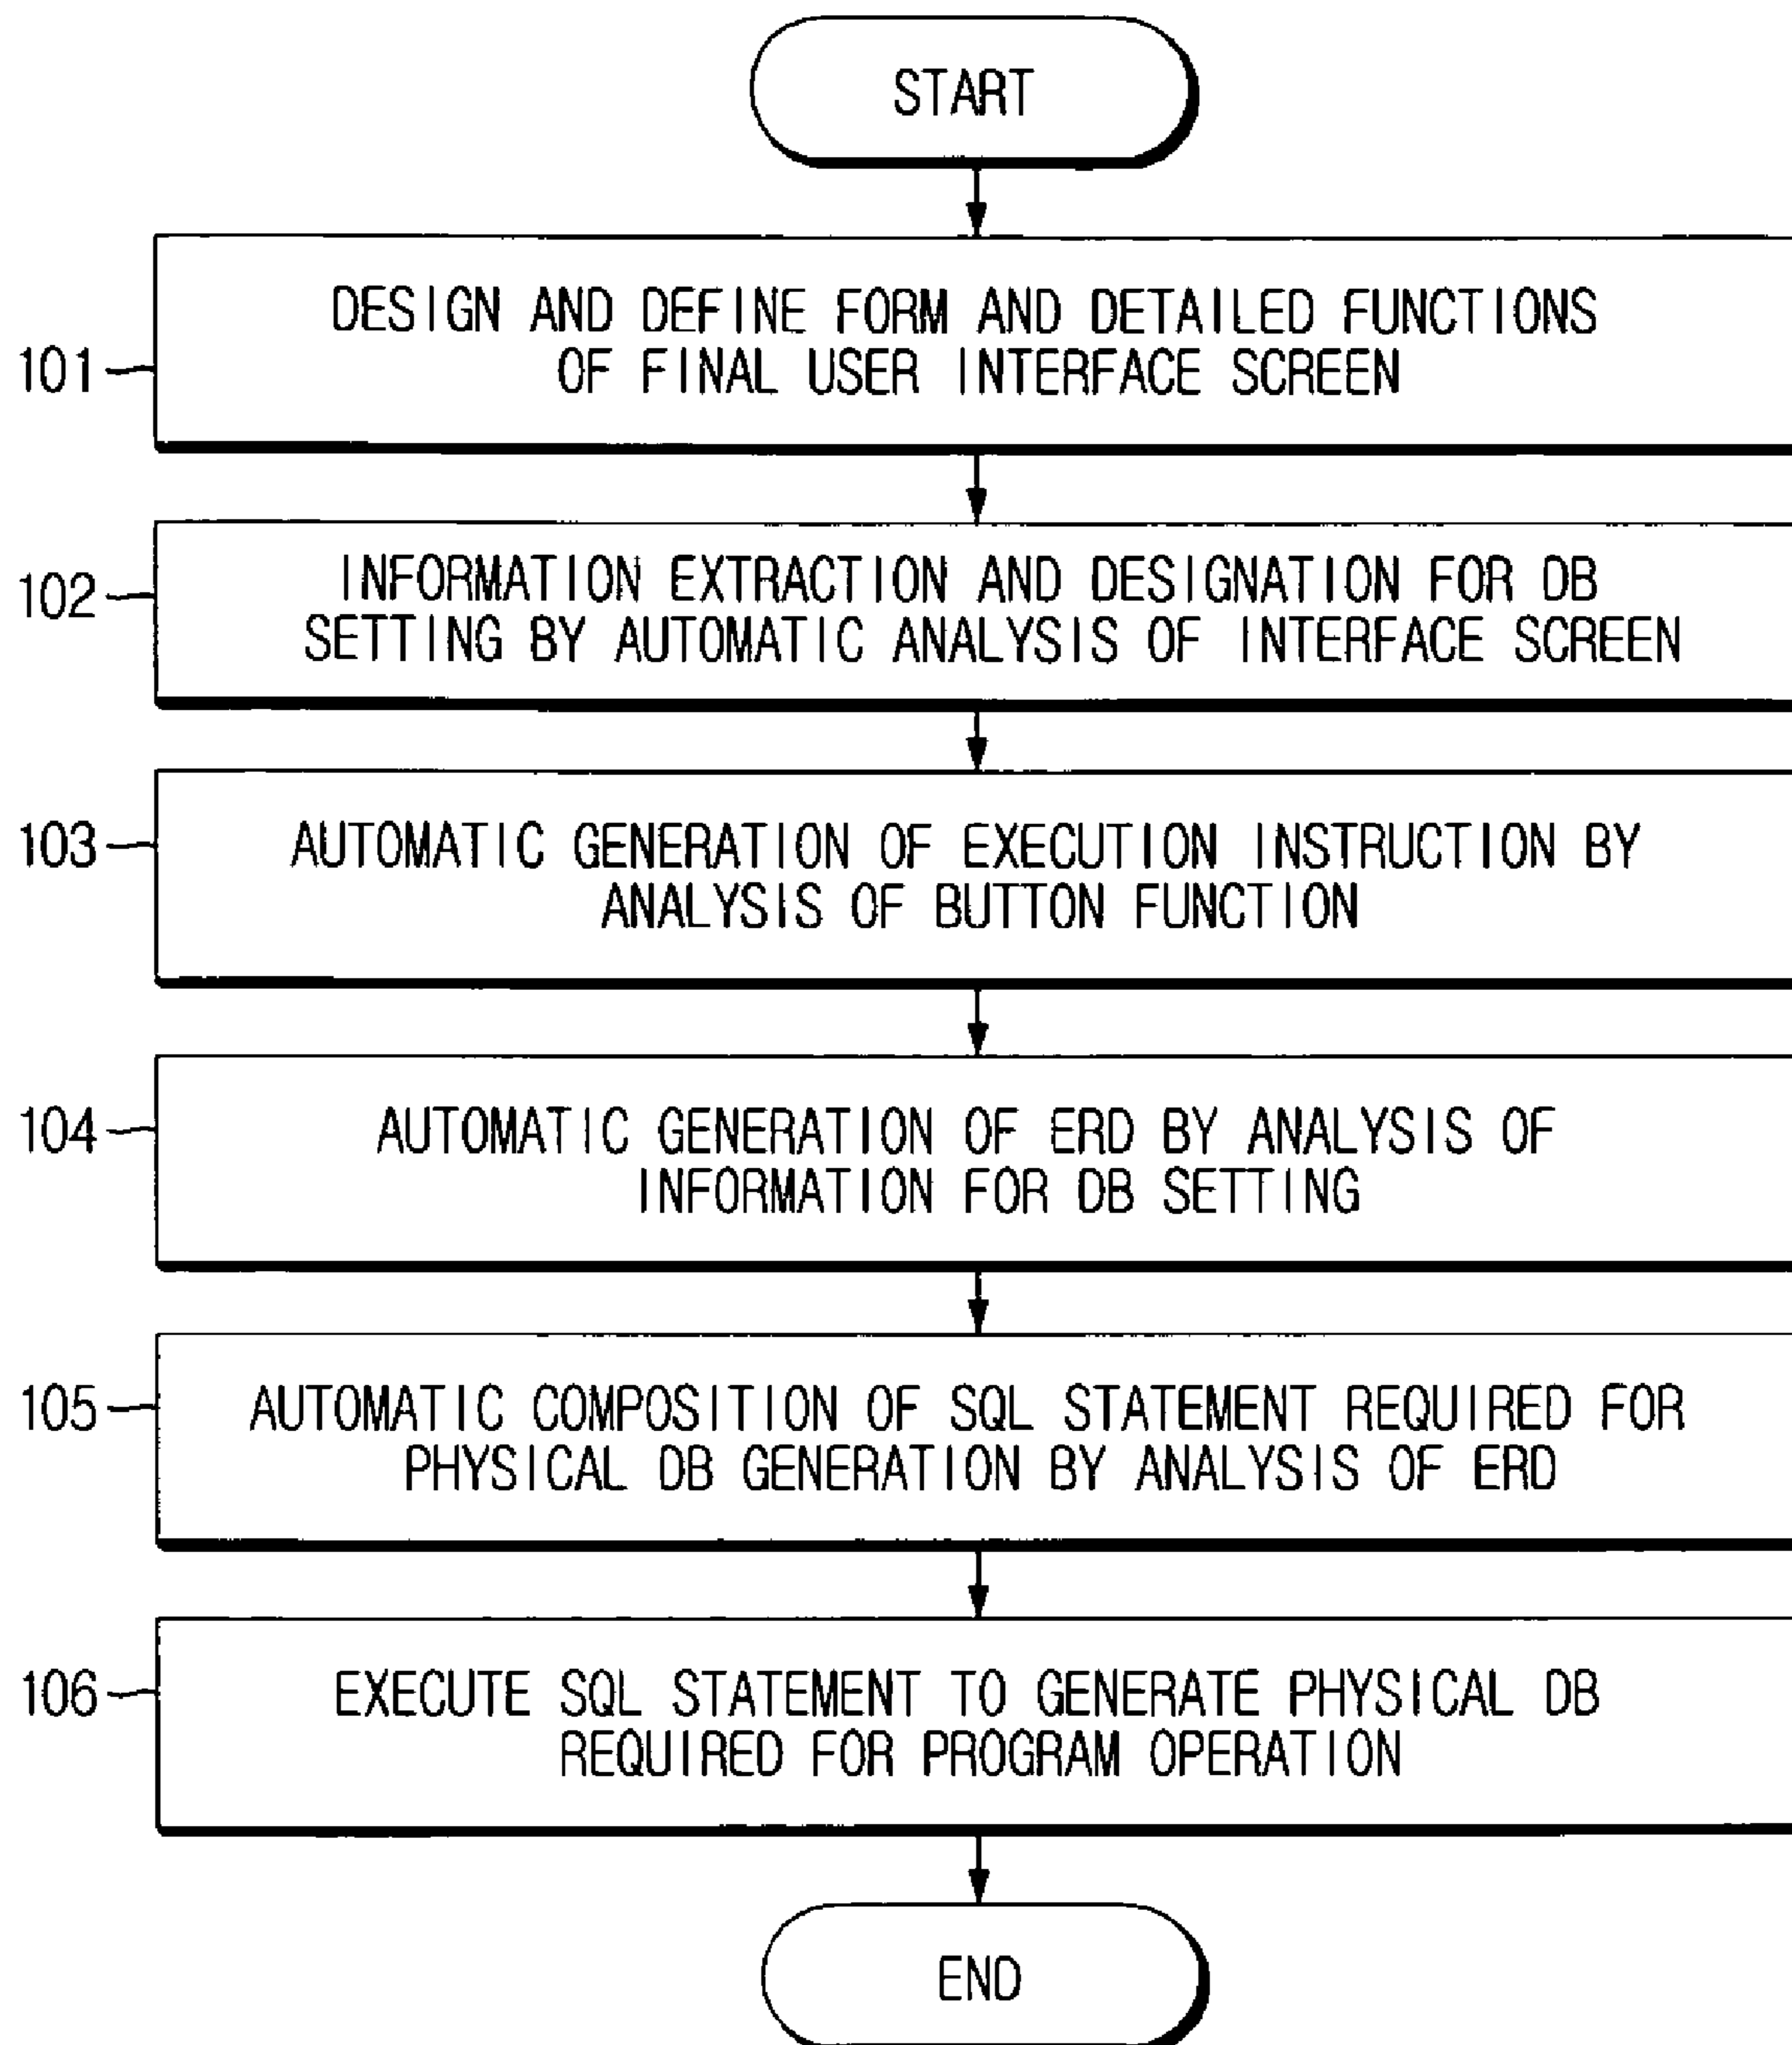 START
DESIGN AND DEFINE FORM AND DETAILED FUNCTIONS
OF FINAL USER INTERFACE SCREEN
101
INFORMATION EXTRACTION AND DESIGNATION FOR DB
SETTING BY AUTOMATIC ANALYSIS OF INTERFACE SCREEN
102
AUTOMATIC GENERATION OF EXECUTION INSTRUCTION BY
ANALYSIS OF BUTTON FUNCTION
103
AUTOMATIC GENERATION OF ERD BY ANALYSIS OF
INFORMATION FOR DB SETTING
104
AUTOMATIC COMPOSITION OF SQL STATEMENT REQUIRED FOR
PHYSICAL DB GENERATION BY ANALYSIS OF ERD
105
EXECUTE SQL STATEMENT TO GENERATE PHYSICAL DB
REQUIRED FOR PROGRAM OPERATION
106
END